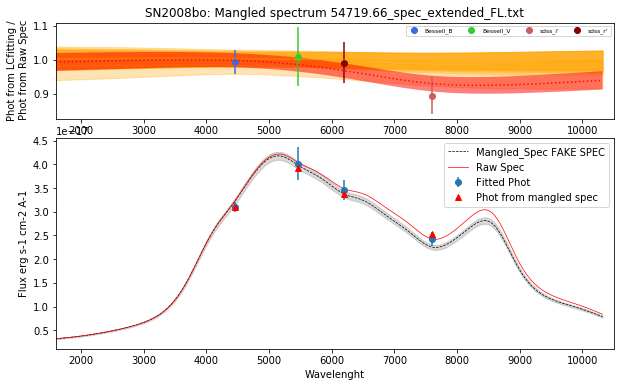 SN2008bo: Mangled spectrum 54719.66_spec_extended_FL.txt
Phot from LCfitting /
Phot from Raw Spec
1.1
1.0
0.9
Bessell_B
Bessell_V
sdss_i'
sdss_r'
2000 3000 4000 5000 6000 7000 8000 9000 10000
Flux erg s-1 cm-2 A-1
4.5
4.0
3.5
3.0
2.5
2.0
1.5
1.0
0.5
Mangled_Spec FAKE SPEC
Raw Spec
Fitted Phot
Phot from mangled spec
2000 3000 4000 5000 6000 7000 8000 9000 10000
Wavelenght